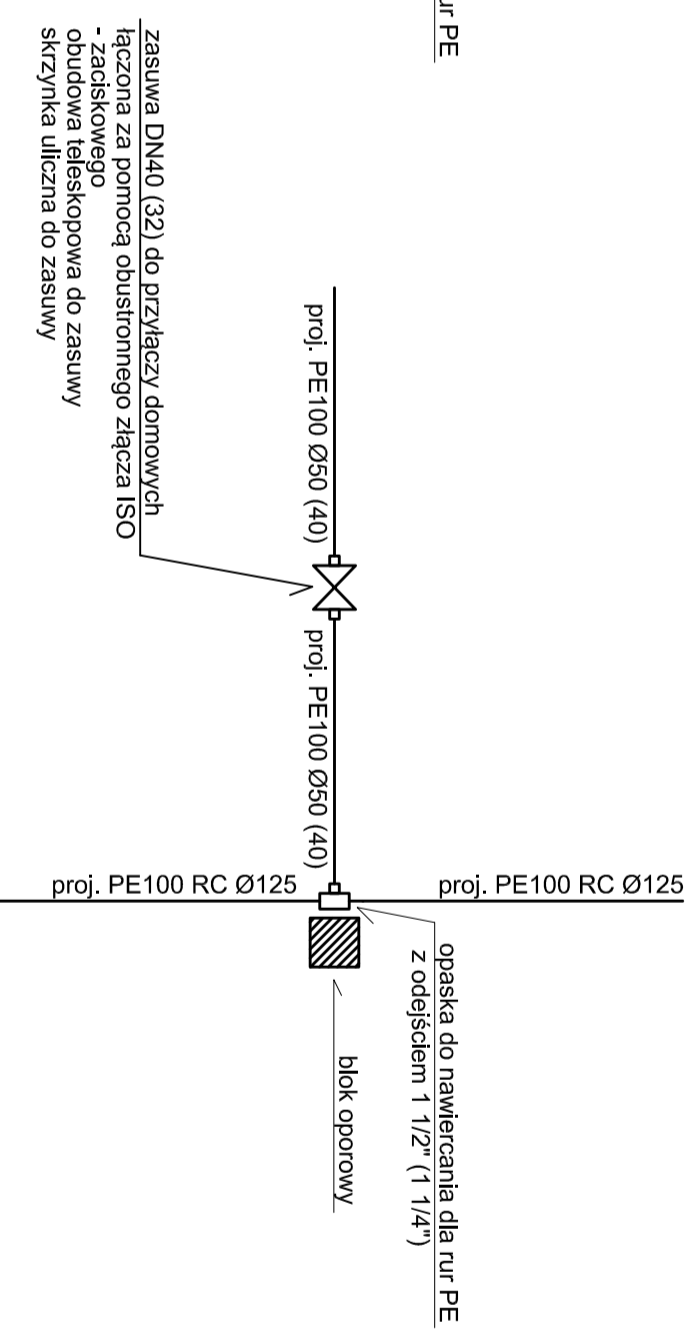 ur PE
zasuwa DN40 (32) do przyłączy domowych
łączona za pomocą obustronnego złącza ISO
- zaciskowego
obudowa teleskopowa do zasuwy
skrzynka uliczna do zasuwy
proj. PE100 Ø50 (40)
proj. PE100 Ø50 (40)
proj. PE100 RC Ø125
proj. PE100 RC Ø125
opaska do nawiercania dla rur PE
z odejściem 1 1/2" (1 1/4")
blok oporowy